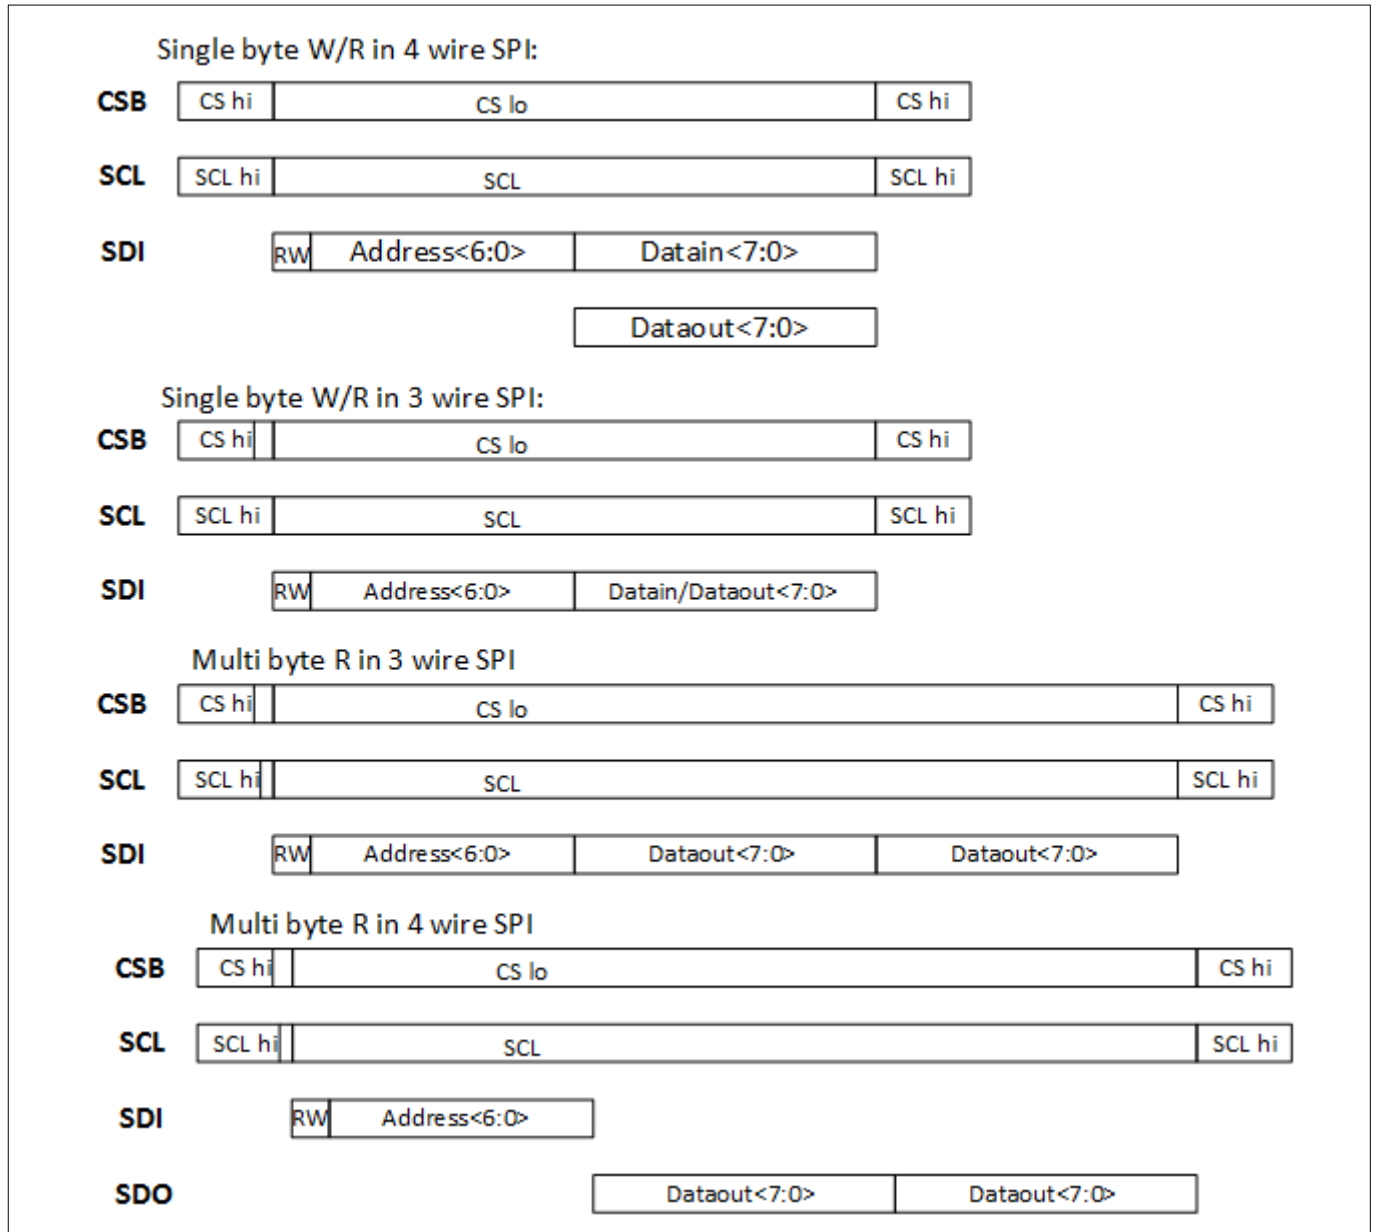 Single byte W/R in 4 wire SPI:
CSB CS hi CS lo CS hi
SCL SCL hi SCL SCL hi
SDI RW Address<6:0> Datain<7:0>
Dataout<7:0>
Single byte W/R in 3 wire SPI:
CSB CS hi CS lo CS hi
SCL SCL hi SCL SCL hi
SDI RW Address<6:0> Datain/Dataout<7:0>
Multi byte R in 3 wire SPI
CSB CS hi CS lo CS hi
SCL SCL hi SCL SCL hi
SDI RW Address<6:0> Dataout<7:0> Dataout<7:0>
Multi byte R in 4 wire SPI
CSB CS hi CS lo CS hi
SCL SCL hi SCL SCL hi
SDI RW Address<6:0>
SDO Dataout<7:0> Dataout<7:0>